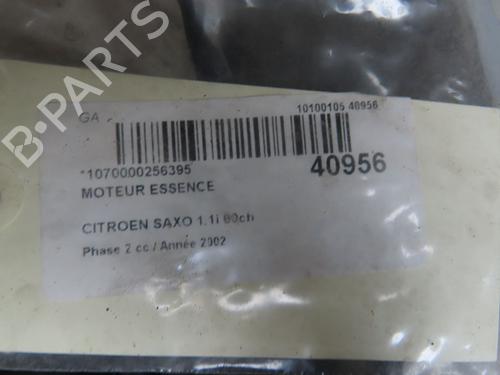 B-PARTS
GA
10100105 40956
*1070000256395
40956
MOTEUR ESSENCE
CITROEN SAXO 1.1i 60ch
Phase 2 cc / Année 2002